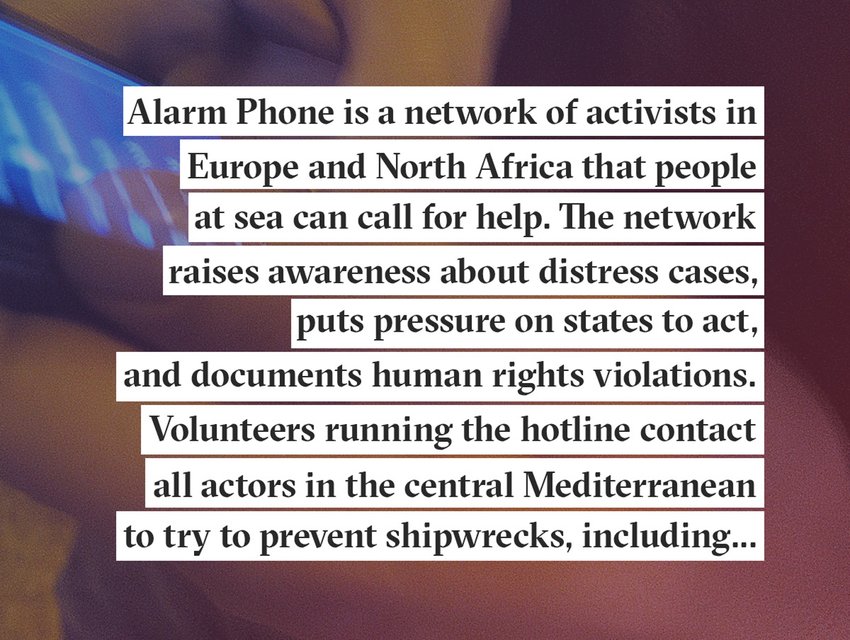 Alarm Phone is a network of activists in
Europe and North Africa that people
at sea can call for help. The network
raises awareness about distress cases,
puts pressure on states to act,
and documents human rights violations.
Volunteers running the hotline contact
all actors in the central Mediterranean
to try to prevent shipwrecks, including...